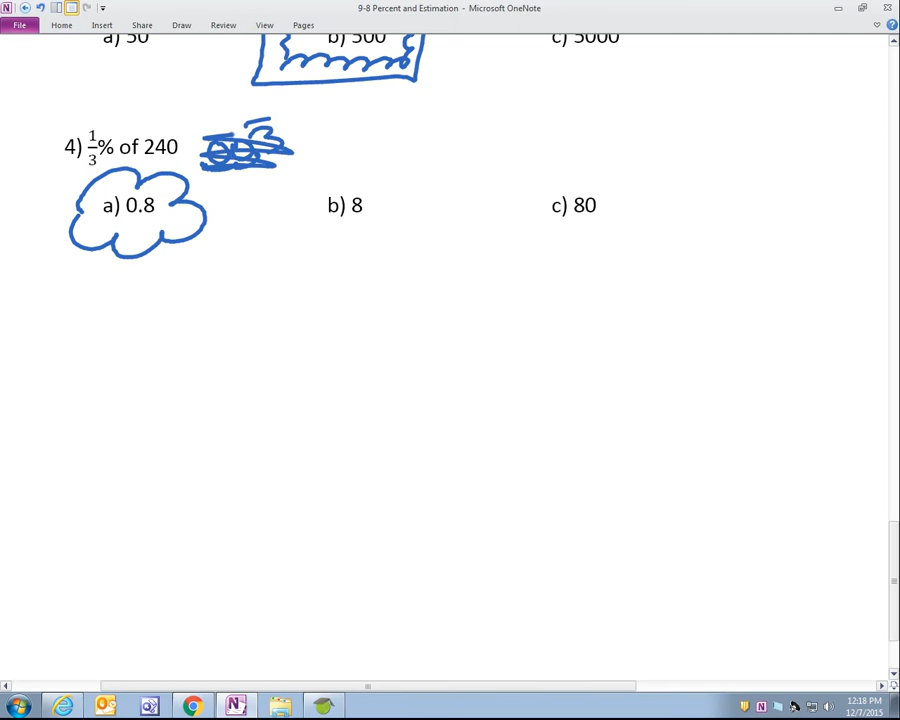 9-8 Percent and Estimation - Microsoft OneNote
File Home Insert Share Draw Review View Pages
a) 50 b) 500 c) 5000
4) 1/3% of 240
a) 0.8 b) 8 c) 80
12:18 PM
12/7/2015